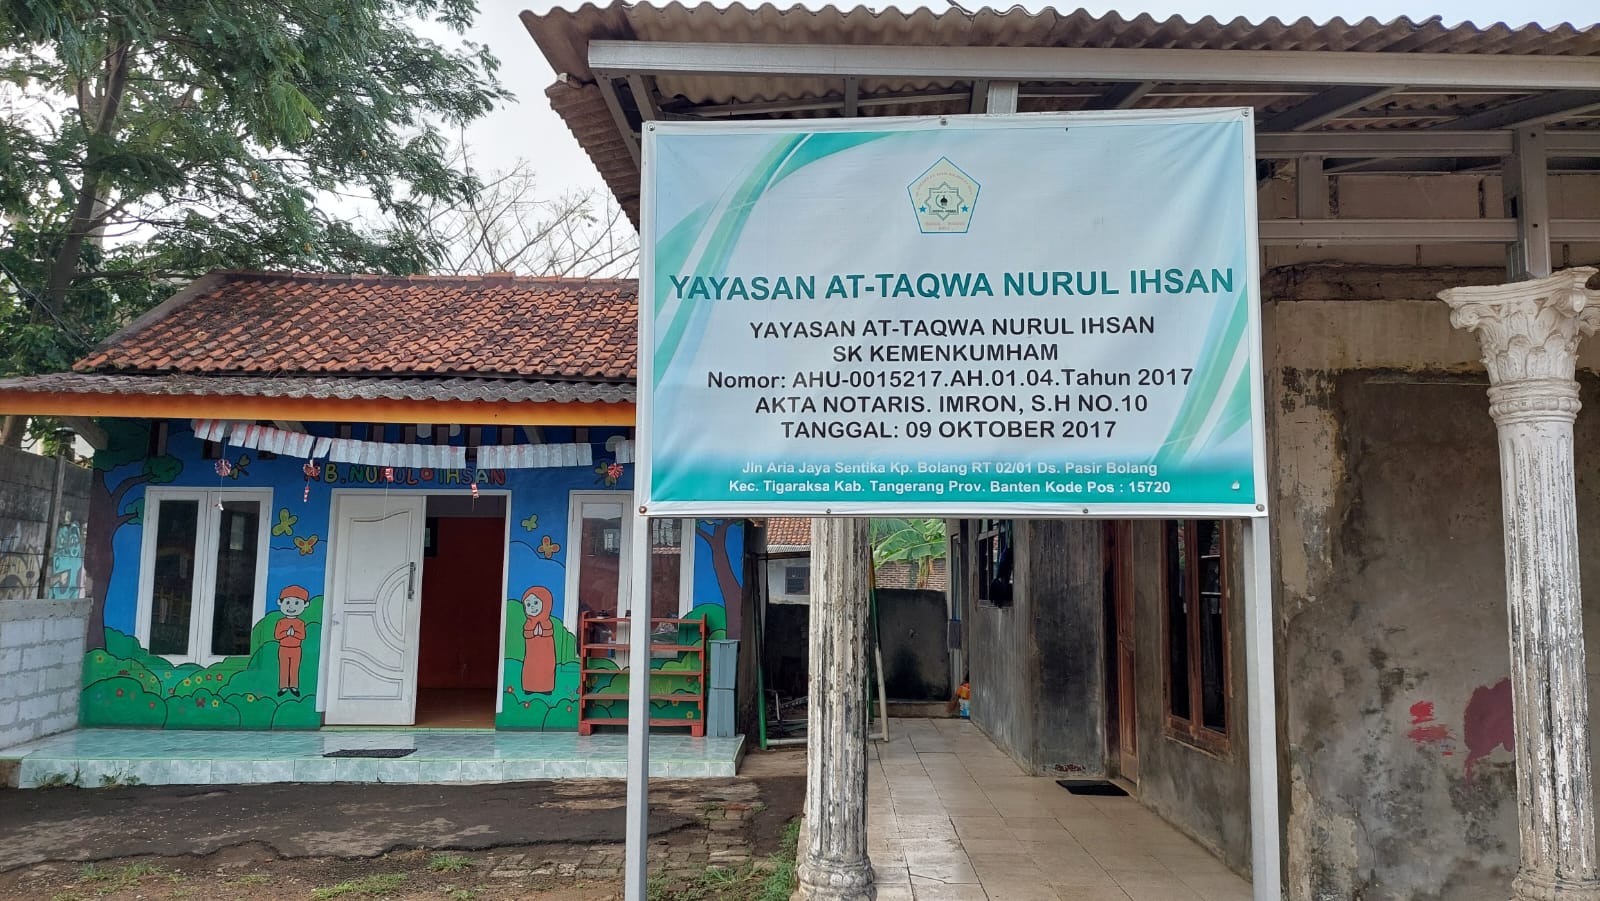 YAYASAN AT-TAQWA NURUL IHSAN
YAYASAN AT-TAQWA NURUL IHSAN
SK KEMENKUMHAM
Nomor: AHU-0015217.AH.01.04.Tahun 2017
AKTA NOTARIS. IMRON, S.H NO.10
TANGGAL: 09 OKTOBER 2017
Jln Aria Jaya Sentika Kp. Bolang RT 02/01 Ds. Pasir Bolang
Kec. Tigaraksa Kab. Tangerang Prov. Banten Kode Pos : 15720
B. NURUL IHSAN